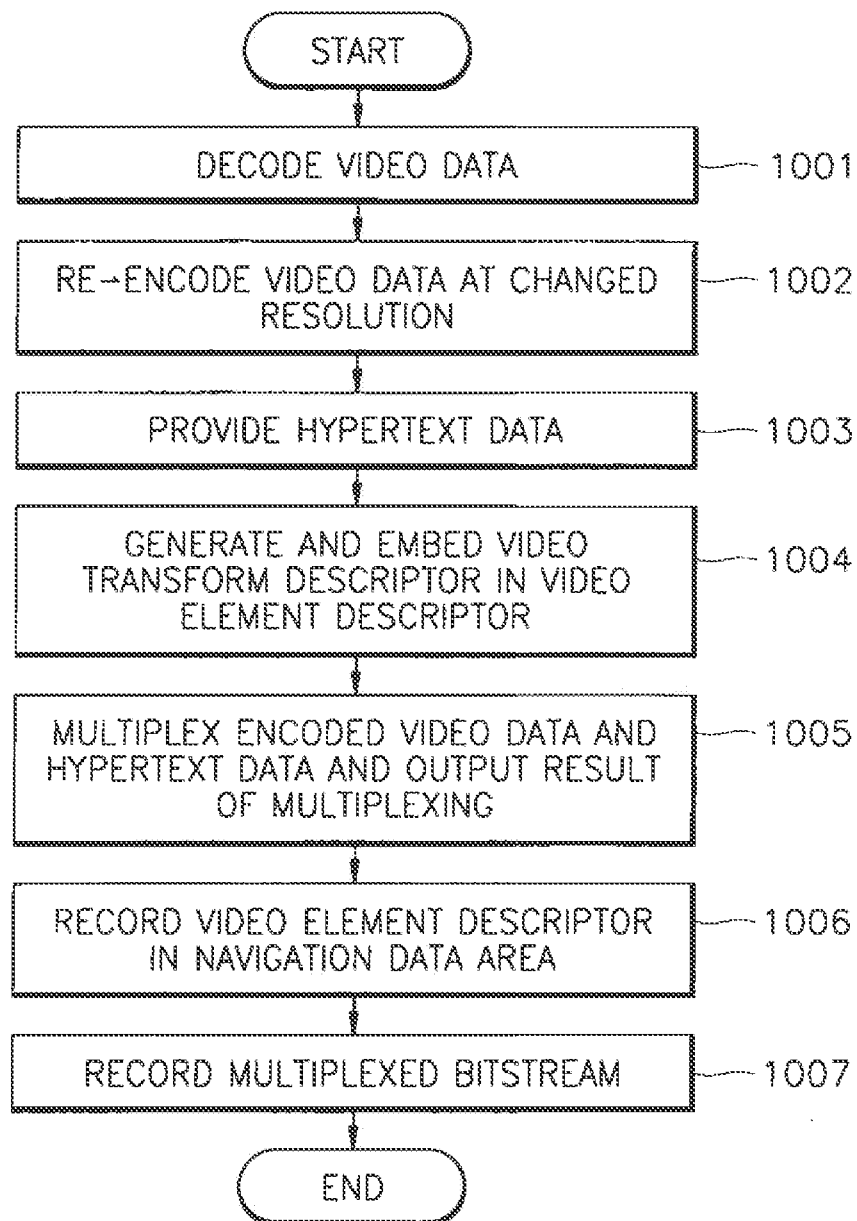 START
DECODE VIDEO DATA
1001
RE-ENCODE VIDEO DATA AT CHANGED
RESOLUTION
1002
PROVIDE HYPERTEXT DATA
1003
GENERATE AND EMBED VIDEO
TRANSFORM DESCRIPTOR IN VIDEO
ELEMENT DESCRIPTOR
1004
MULTIPLEX ENCODED VIDEO DATA AND
HYPERTEXT DATA AND OUTPUT RESULT
OF MULTIPLEXING
1005
RECORD VIDEO ELEMENT DESCRIPTOR
IN NAVIGATION DATA AREA
1006
RECORD MULTIPLEXED BITSTREAM
1007
END